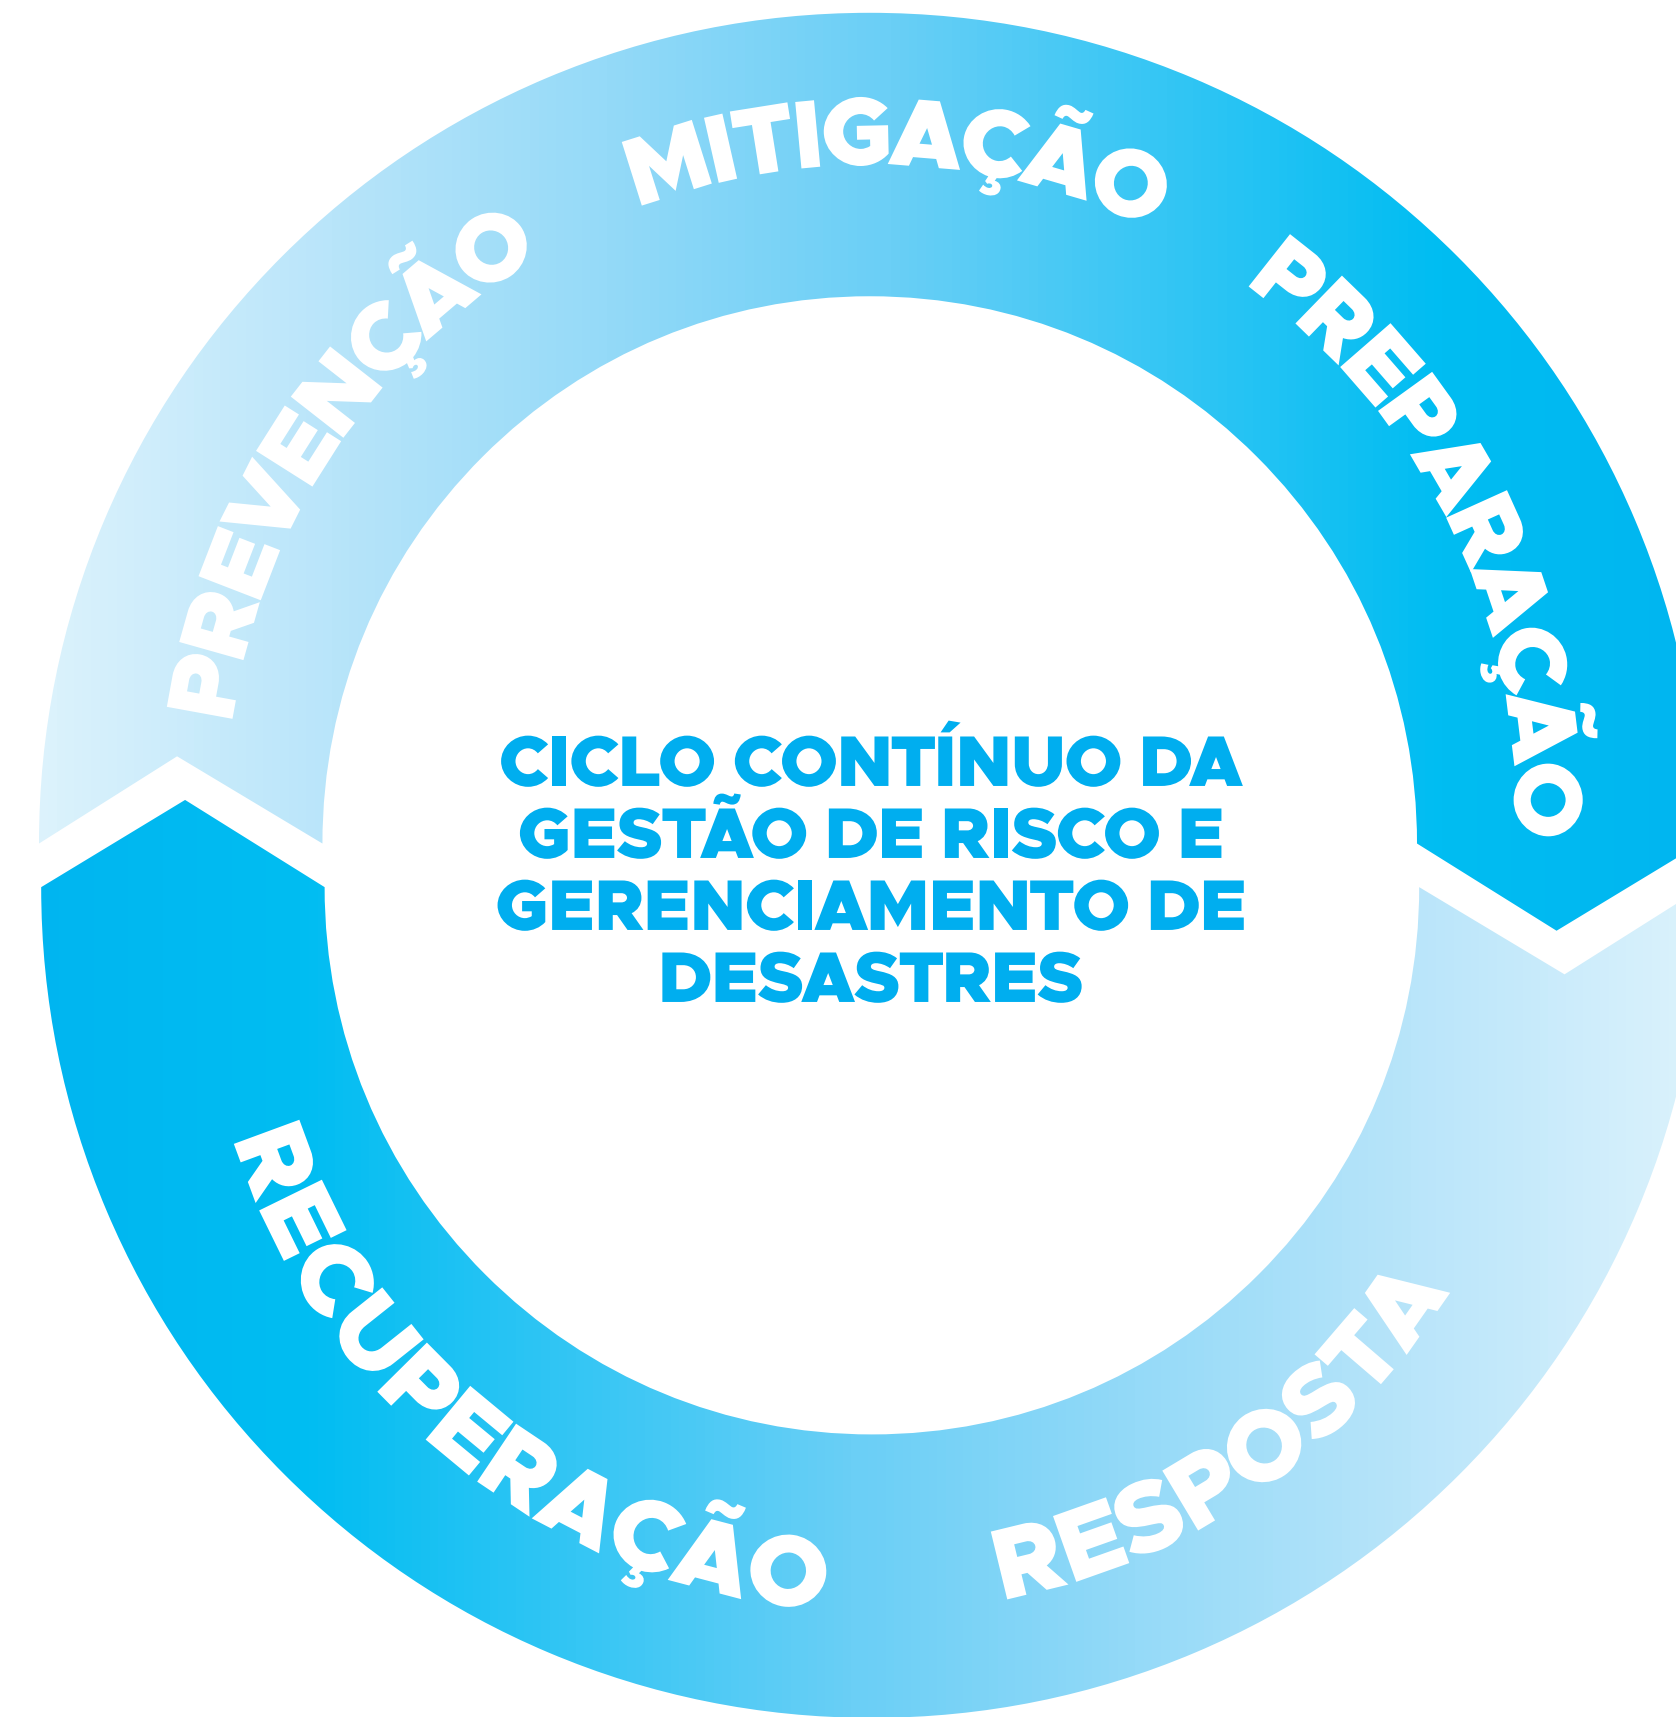 PREVENÇÃO
MITIGAÇÃO
PREPARAÇÃO
CICLO CONTÍNUO DA
GESTÃO DE RISCO E
GERENCIAMENTO DE
DESASTRES
RESPOSTA
RECUPERAÇÃO